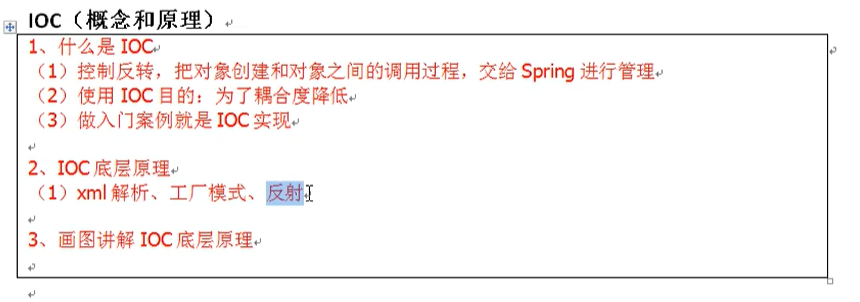 IOC（概念和原理）
1、什么是 IOC
（1）控制反转，把对象创建和对象之间的调用过程，交给 Spring 进行管理
（2）使用 IOC 目的：为了耦合度降低
（3）做入门案例就是 IOC 实现
2、IOC 底层原理
（1）xml 解析、工厂模式、反射
3、画图讲解 IOC 底层原理